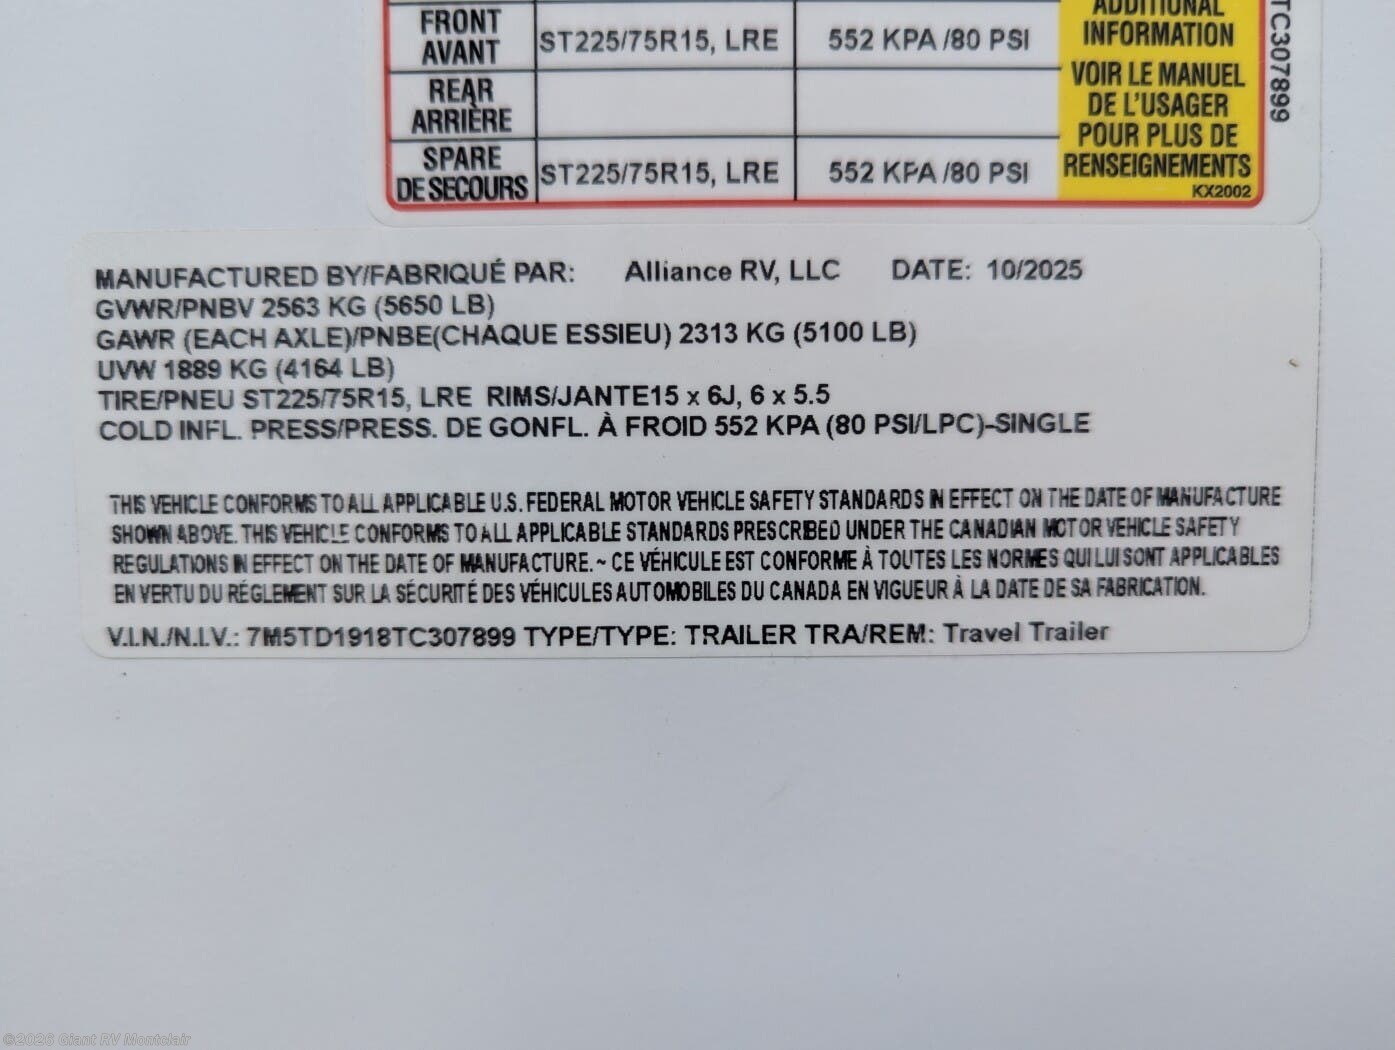 FRONT
AVANT
ST225/75R15, LRE
552 KPA /80 PSI
REAR
ARRIÈRE
SPARE
DE SECOURS
ST225/75R15, LRE
552 KPA /80 PSI
ADDITIONAL
INFORMATION
VOIR LE MANUEL
DE L'USAGER
POUR PLUS DE
RENSEIGNEMENTS
KX2002
TC307899
MANUFACTURED BY/FABRIQUÉ PAR: Alliance RV, LLC DATE: 10/2025
GVWR/PNBV 2563 KG (5650 LB)
GAWR (EACH AXLE)/PNBE(CHAQUE ESSIEU) 2313 KG (5100 LB)
UVW 1889 KG (4164 LB)
TIRE/PNEU ST225/75R15, LRE RIMS/JANTE15 x 6J, 6 x 5.5
COLD INFL. PRESS/PRESS. DE GONFL. À FROID 552 KPA (80 PSI/LPC)-SINGLE
THIS VEHICLE CONFORMS TO ALL APPLICABLE U.S. FEDERAL MOTOR VEHICLE SAFETY STANDARDS IN EFFECT ON THE DATE OF MANUFACTURE
SHOWN ABOVE. THIS VEHICLE CONFORMS TO ALL APPLICABLE STANDARDS PRESCRIBED UNDER THE CANADIAN MOTOR VEHICLE SAFETY
REGULATIONS IN EFFECT ON THE DATE OF MANUFACTURE. ~ CE VÉHICULE EST CONFORME À TOUTES LES NORMES QUI LUI SONT APPLICABLES
EN VERTU DU RÉGLEMENT SUR LA SÉCURITÉ DES VÉHICULES AUTOMOBILES DU CANADA EN VIGUEUR À LA DATE DE SA FABRICATION.
V.I.N./N.I.V.: 7M5TD1918TC307899 TYPE/TYPE: TRAILER TRA/REM: Travel Trailer
©2026 Giant RV Montclair